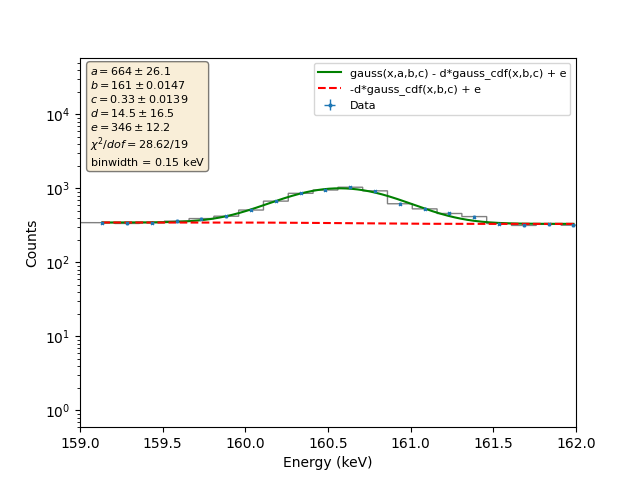 a = 664 ± 26.1
b = 161 ± 0.0147
c = 0.33 ± 0.0139
d = 14.5 ± 16.5
e = 346 ± 12.2
χ²/dof = 28.62/19
binwidth = 0.15 keV
gauss(x,a,b,c) - d*gauss_cdf(x,b,c) + e
-d*gauss_cdf(x,b,c) + e
Data
10⁴
10³
10²
10¹
10⁰
Counts
159.0 159.5 160.0 160.5 161.0 161.5 162.0
Energy (keV)